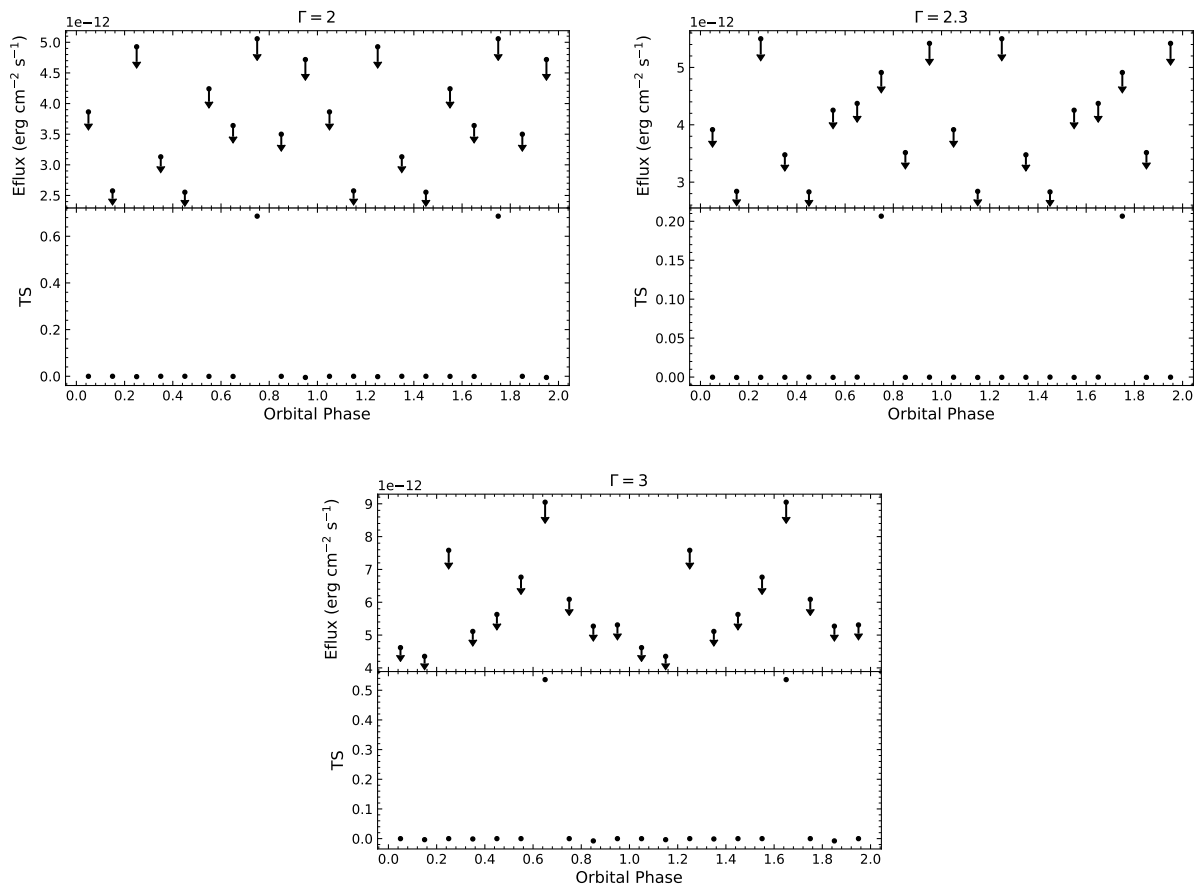 Γ = 2
1e−12
Eflux (erg cm⁻² s⁻¹)
5.0
4.5
4.0
3.5
3.0
2.5
TS
0.6
0.4
0.2
0.0
0.0 0.2 0.4 0.6 0.8 1.0 1.2 1.4 1.6 1.8 2.0
Orbital Phase
Γ = 2.3
1e−12
Eflux (erg cm⁻² s⁻¹)
5
4
3
TS
0.20
0.15
0.10
0.05
0.00
0.0 0.2 0.4 0.6 0.8 1.0 1.2 1.4 1.6 1.8 2.0
Orbital Phase
Γ = 3
1e−12
Eflux (erg cm⁻² s⁻¹)
9
8
7
6
5
4
TS
0.5
0.4
0.3
0.2
0.1
0.0
0.0 0.2 0.4 0.6 0.8 1.0 1.2 1.4 1.6 1.8 2.0
Orbital Phase